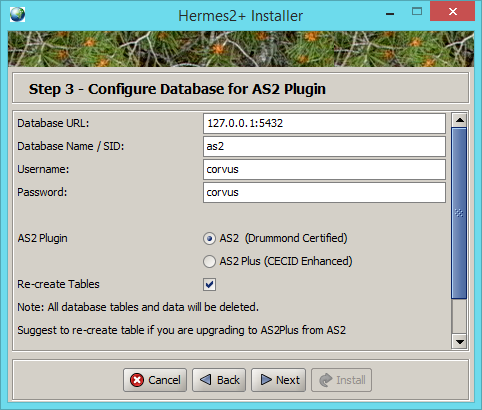 Hermes2+ Installer
Step 3 - Configure Database for AS2 Plugin
Database URL: 127.0.0.1:5432
Database Name / SID: as2
Username: corvus
Password: corvus
AS2 Plugin AS2 (Drummond Certified)
AS2 Plus (CECID Enhanced)
Re-create Tables
Note: All database tables and data will be deleted.
Suggest to re-create table if you are upgrading to AS2Plus from AS2
Cancel Back Next Install